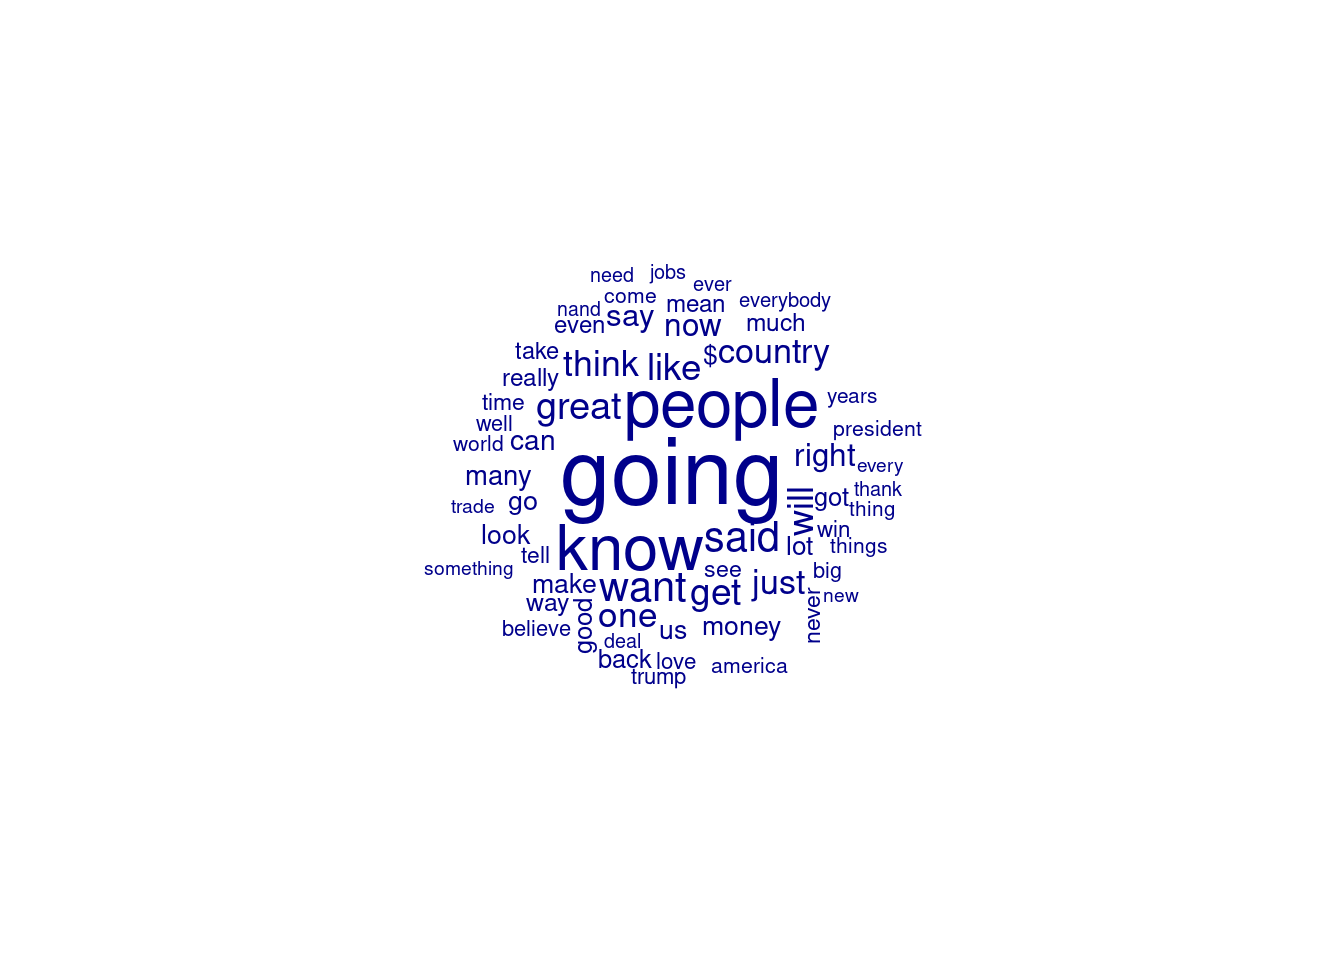 need
jobs
ever
come
nand
mean
everybody
even
say
now
much
take
think
like
$
country
really
people
years
time
great
well
president
world
can
going
right
every
many
will
got
thank
trade
go
thing
look
know
said
lot
win
things
tell
something
see
big
make
want
get
just
new
way
good
one
never
believe
deal
us
money
back
love
america
trump